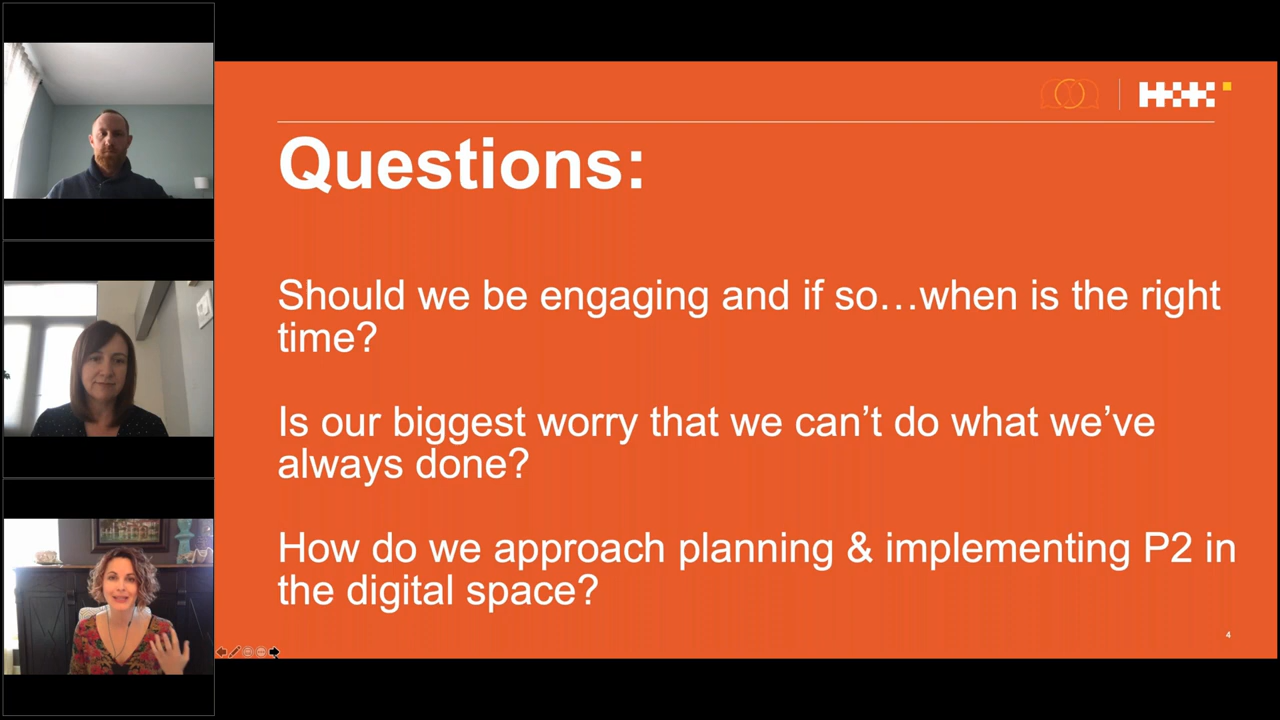 Questions:
Should we be engaging and if so…when is the right
time?
Is our biggest worry that we can’t do what we’ve
always done?
How do we approach planning & implementing P2 in
the digital space?
4